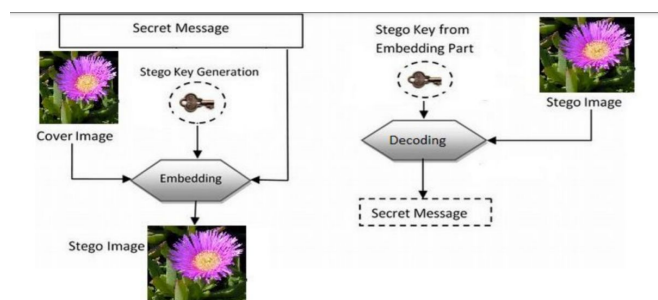 Secret Message
Stego Key Generation
Cover Image
Embedding
Stego Image
Stego Key from
Embedding Part
Stego Image
Decoding
Secret Message